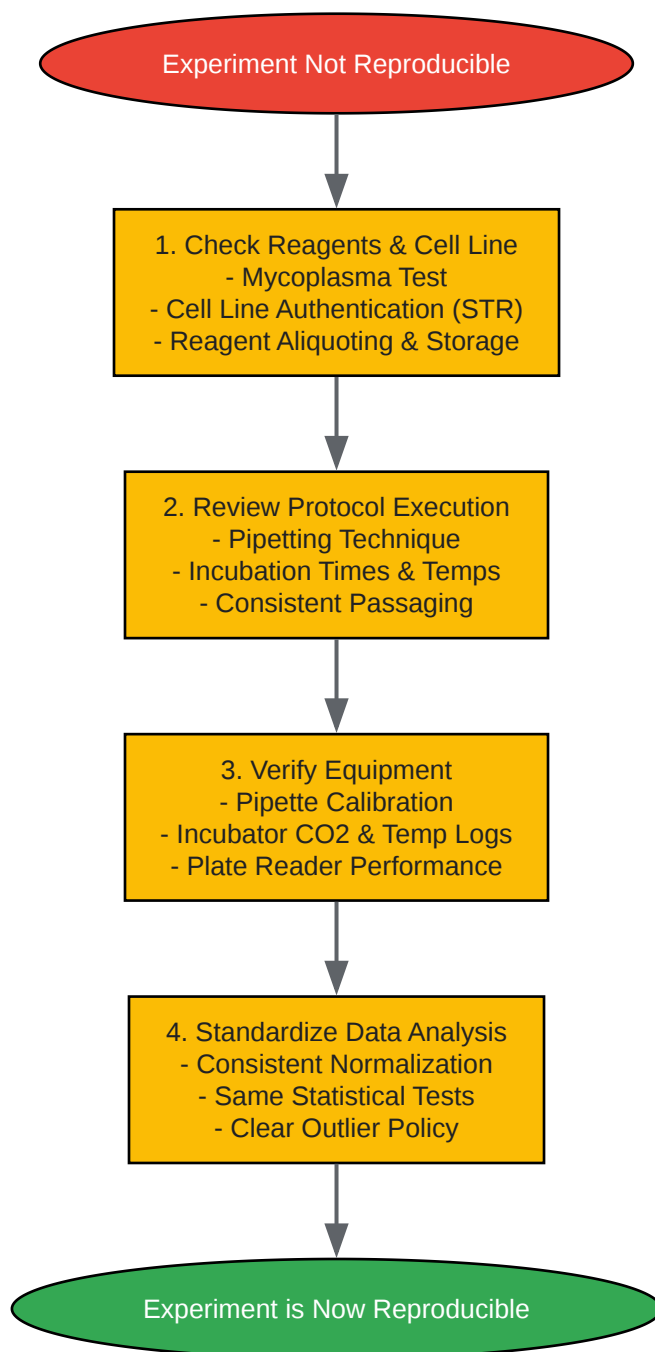 Experiment Not Reproducible
1. Check Reagents & Cell Line
- Mycoplasma Test
- Cell Line Authentication (STR)
- Reagent Aliquoting & Storage
2. Review Protocol Execution
- Pipetting Technique
- Incubation Times & Temps
- Consistent Passaging
3. Verify Equipment
- Pipette Calibration
- Incubator CO2 & Temp Logs
- Plate Reader Performance
4. Standardize Data Analysis
- Consistent Normalization
- Same Statistical Tests
- Clear Outlier Policy
Experiment is Now Reproducible